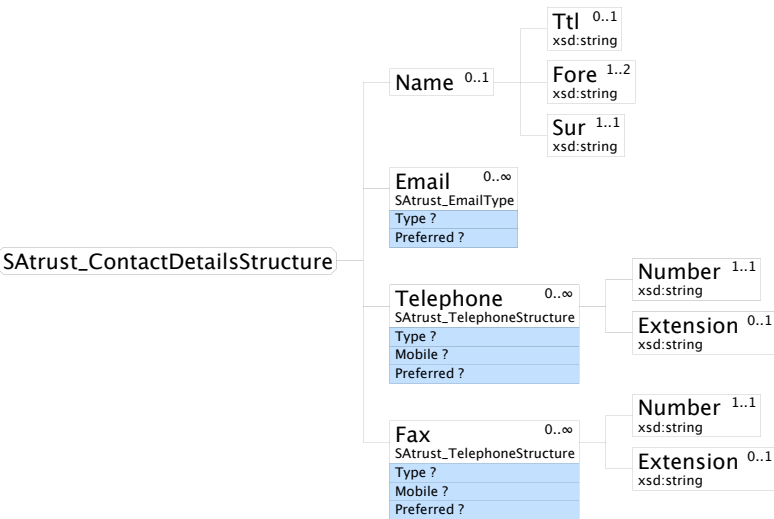 Ttl 0..1
xsd:string
Name 0..1
Fore 1..2
xsd:string
Sur 1..1
xsd:string
Email 0..∞
SAtrust_EmailType
Type ?
Preferred ?
SAtrust_ContactDetailsStructure
Telephone 0..∞
SAtrust_TelephoneStructure
Type ?
Mobile ?
Preferred ?
Number 1..1
xsd:string
Extension 0..1
xsd:string
Fax 0..∞
SAtrust_TelephoneStructure
Type ?
Mobile ?
Preferred ?
Number 1..1
xsd:string
Extension 0..1
xsd:string